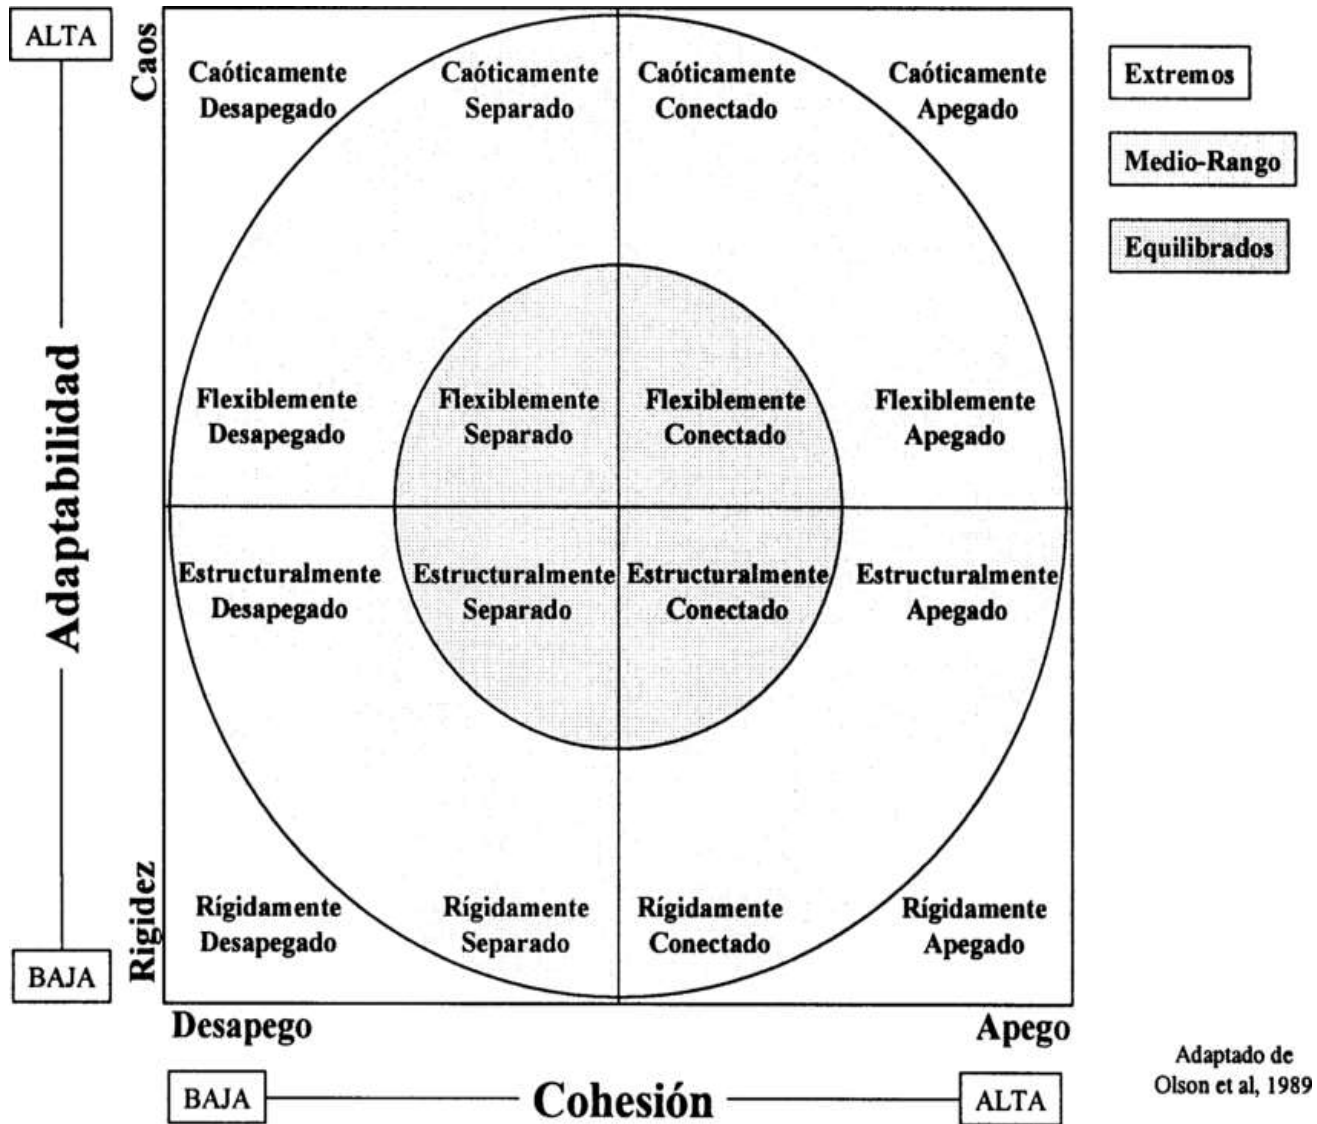 ALTA
Caos
Caóticamente
Desapegado
Caóticamente
Separado
Caóticamente
Conectado
Caóticamente
Apegado
Extremos
Medio-Rango
Equilibrados
Adaptabilidad
Flexiblemente
Desapegado
Flexiblemente
Separado
Flexiblemente
Conectado
Flexiblemente
Apegado
Estructuralmente
Desapegado
Estructuralmente
Separado
Estructuralmente
Conectado
Estructuralmente
Apegado
Rigidez
Rígidamente
Desapegado
Rígidamente
Separado
Rígidamente
Conectado
Rígidamente
Apegado
BAJA
Desapego
Apego
BAJA
Cohesión
ALTA
Adaptado de
Olson et al, 1989